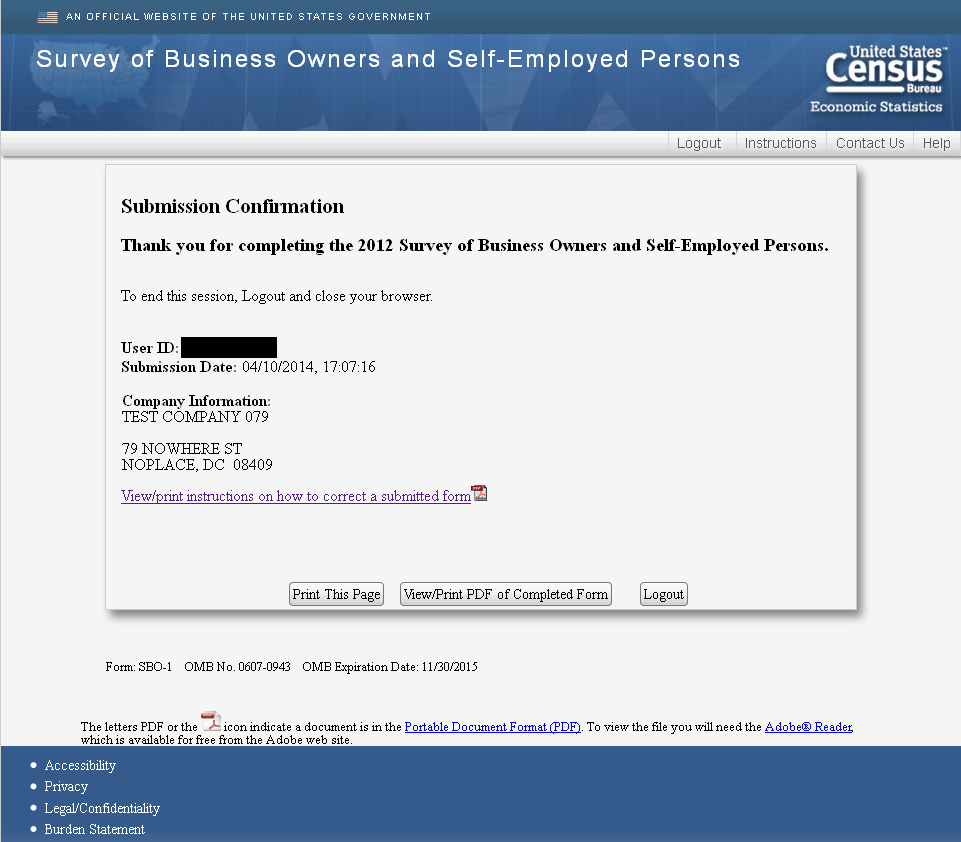 AN OFFICIAL WEBSITE OF THE UNITED STATES GOVERNMENT
Survey of Business Owners and Self-Employed Persons
United States™
Census
Bureau
Economic Statistics
Logout Instructions Contact Us Help
Submission Confirmation
Thank you for completing the 2012 Survey of Business Owners and Self-Employed Persons.
To end this session, Logout and close your browser.
User ID:
Submission Date: 04/10/2014, 17:07:16
Company Information:
TEST COMPANY 079
79 NOWHERE ST
NOPLACE, DC 08409
View/print instructions on how to correct a submitted form
Print This Page View/Print PDF of Completed Form Logout
Form: SBO-1 OMB No. 0607-0943 OMB Expiration Date: 11/30/2015
The letters PDF or the icon indicate a document is in the Portable Document Format (PDF). To view the file you will need the Adobe® Reader,
which is available for free from the Adobe web site.
Accessibility
Privacy
Legal/Confidentiality
Burden Statement